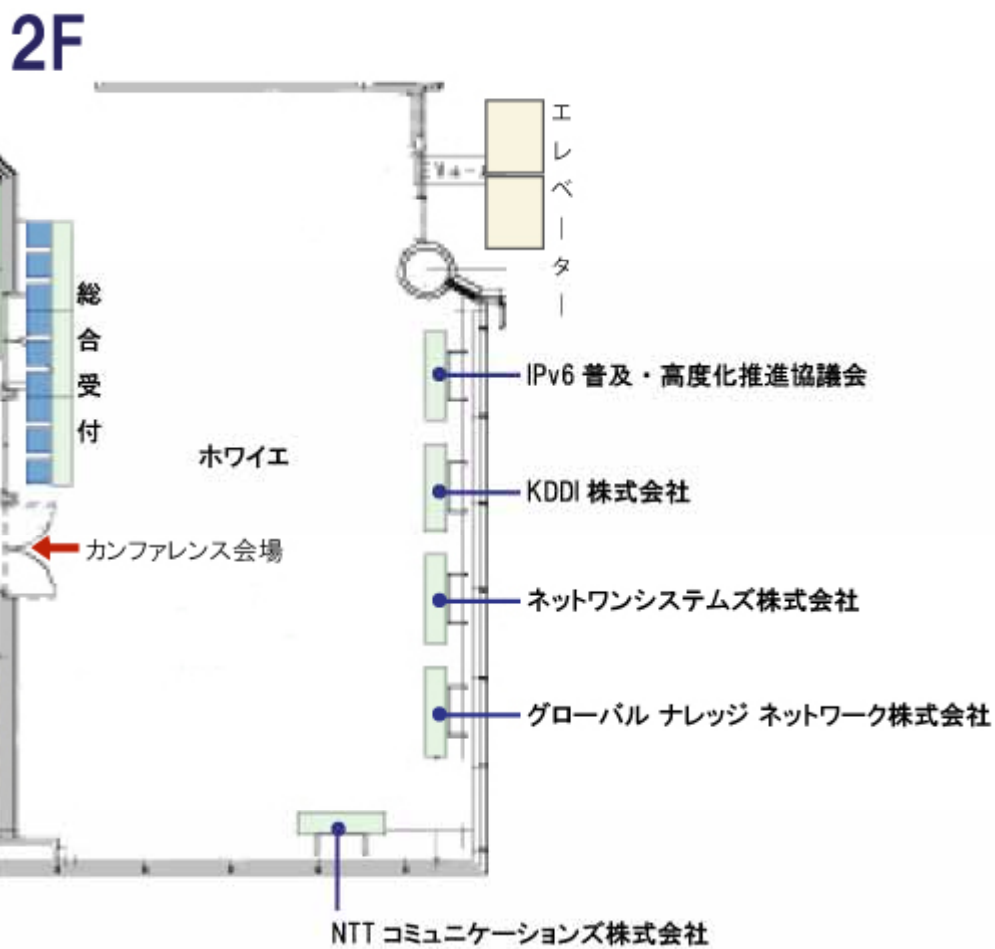 2F
エレベーター
総合受付
IPv6 普及・高度化推進協議会
ホワイエ
KDDI 株式会社
カンファレンス会場
ネットワンシステムズ株式会社
グローバル ナレッジ ネットワーク株式会社
NTT コミュニケーションズ株式会社